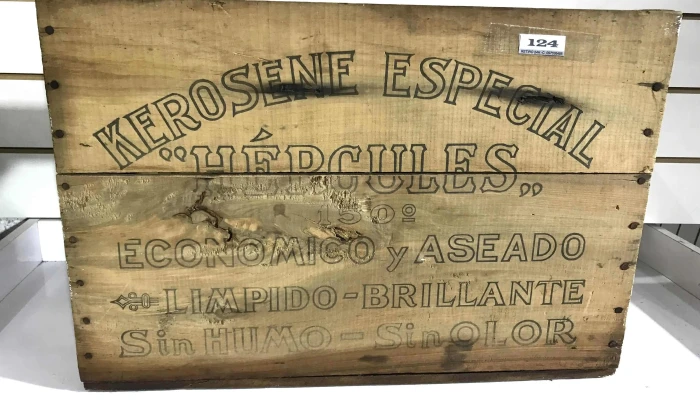 124
KEROSENE ESPECIAL
"HÉRCULES"
150º
ECONOMICO y ASEADO
LIMPIDO-BRILLANTE
Sin HUMO - Sin OLOR